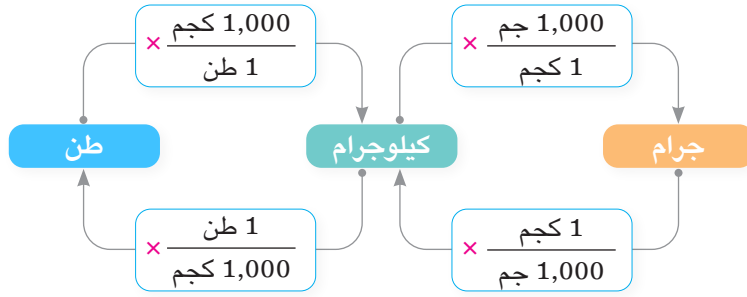 × 1,000 جم
1 كجم
× 1,000 كجم
1 طن
جرام
كيلوجرام
طن
× 1 كجم
1,000 جم
× 1 طن
1,000 كجم